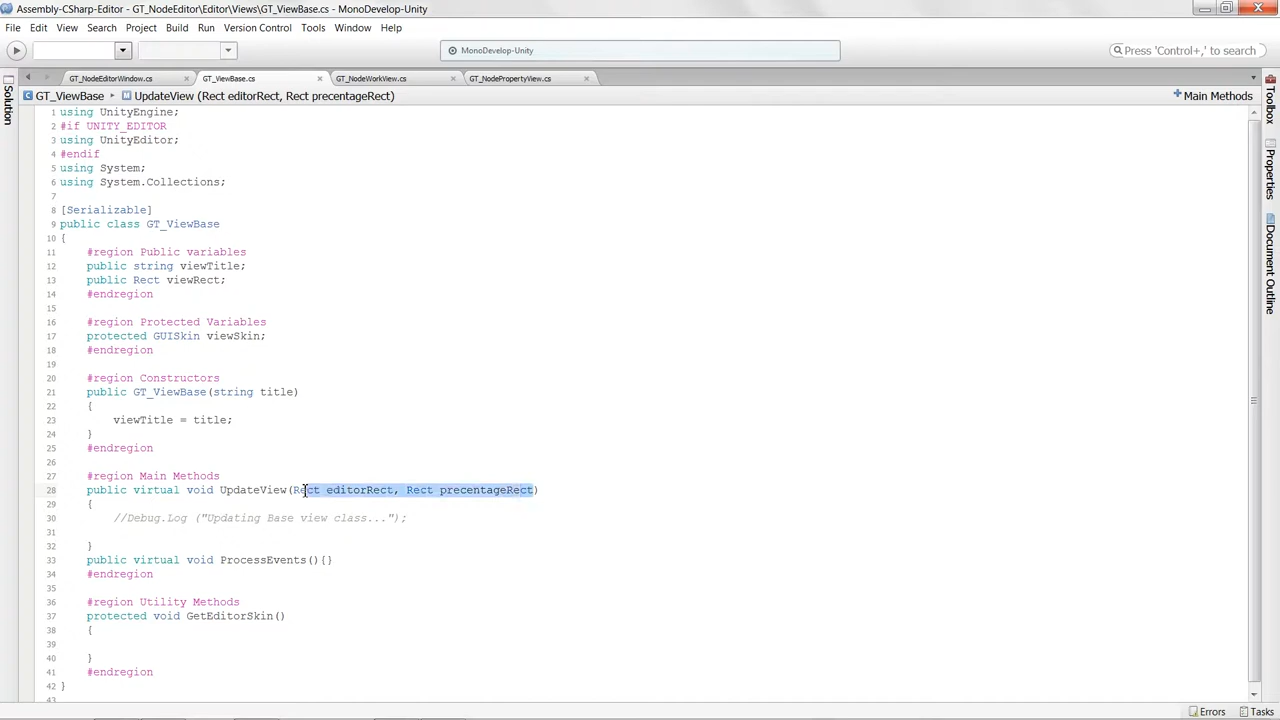 Assembly-CSharp-Editor - GT_NodeEditor\Editor\Views\GT_ViewBase.cs - MonoDevelop-Unity
File Edit View Search Project Build Run Version Control Tools Window Help
MonoDevelop-Unity
Press 'Control+,' to search
GT_NodeEditorWindow.cs GT_ViewBase.cs GT_NodeWorkView.cs GT_NodePropertyView.cs
GT_ViewBase UpdateView (Rect editorRect, Rect precentageRect) Main Methods
Solution
Toolbox
Properties
Document Outline
1 using UnityEngine;
2 #if UNITY_EDITOR
3 using UnityEditor;
4 #endif
5 using System;
6 using System.Collections;
7
8 [Serializable]
9 public class GT_ViewBase
10 {
11 #region Public variables
12 public string viewTitle;
13 public Rect viewRect;
14 #endregion
15
16 #region Protected Variables
17 protected GUISkin viewSkin;
18 #endregion
19
20 #region Constructors
21 public GT_ViewBase(string title)
22 {
23 viewTitle = title;
24 }
25 #endregion
26
27 #region Main Methods
28 public virtual void UpdateView(Rect editorRect, Rect precentageRect)
29 {
30 //Debug.Log ("Updating Base view class...");
31
32 }
33 public virtual void ProcessEvents(){}
34 #endregion
35
36 #region Utility Methods
37 protected void GetEditorSkin()
38 {
39
40 }
41 #endregion
42 }
43
Errors Tasks